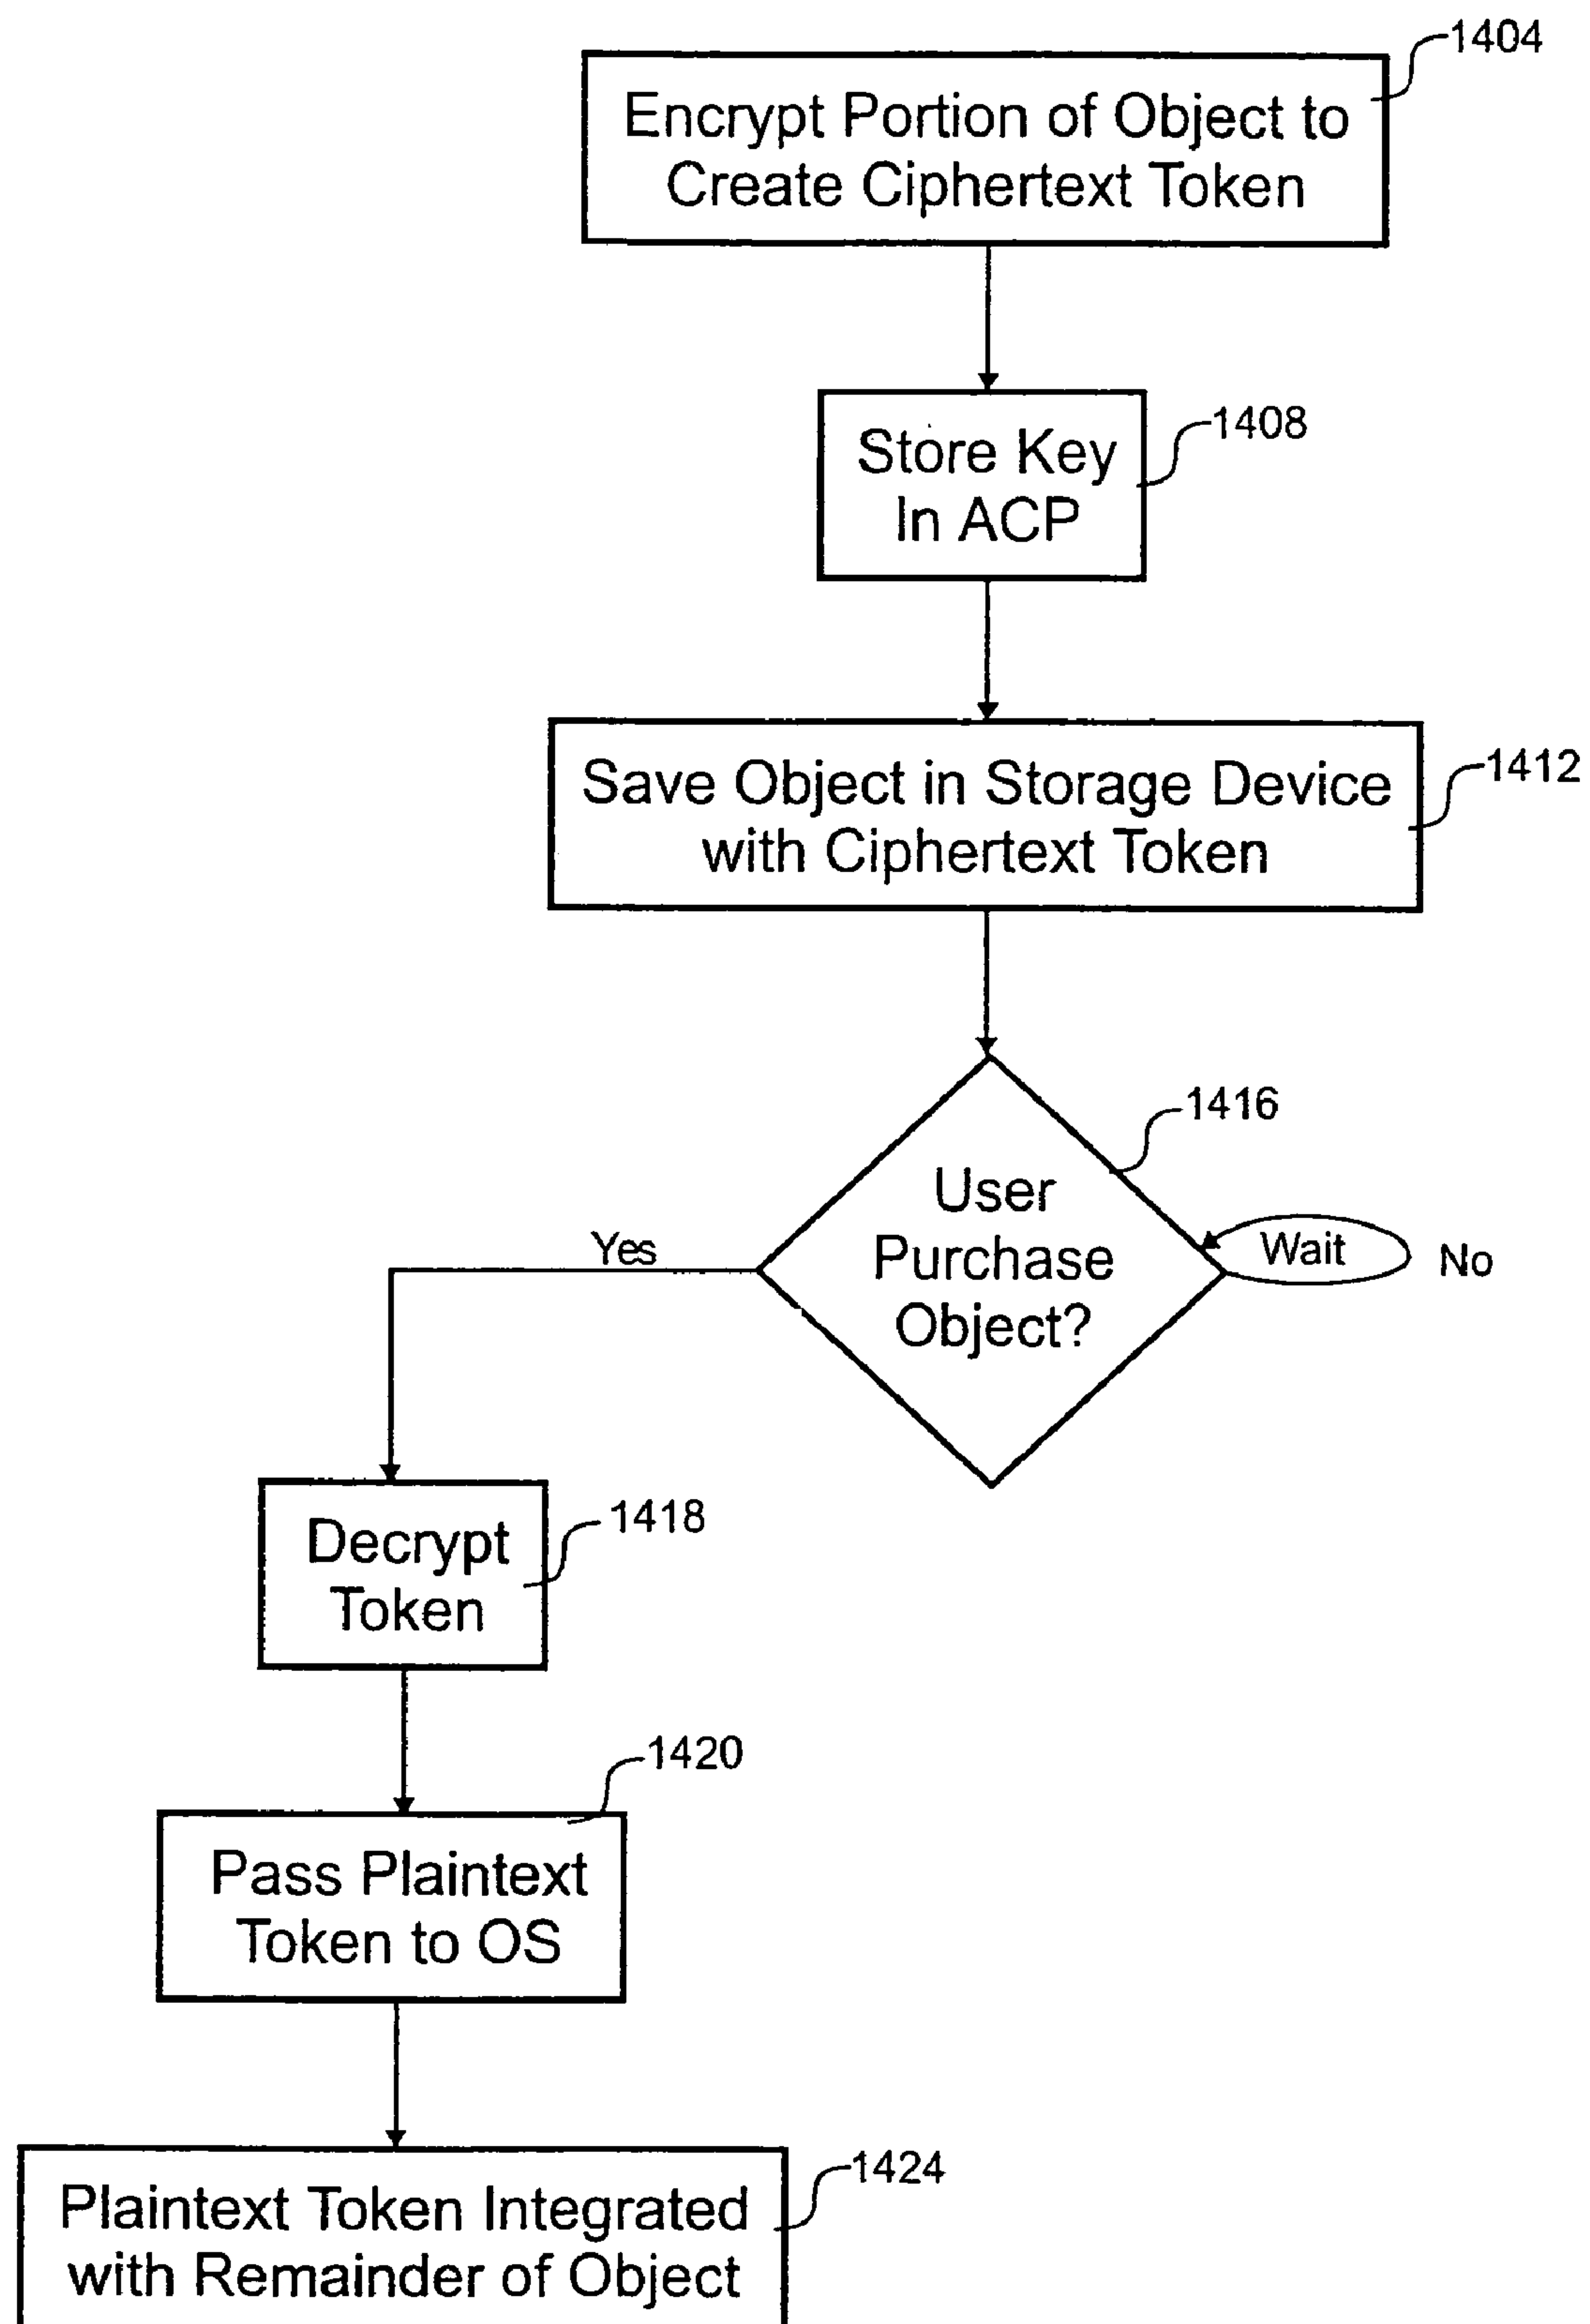 1404
Encrypt Portion of Object to
Create Ciphertext Token
1408
Store Key
In ACP
1412
Save Object in Storage Device
with Ciphertext Token
1416
User
Purchase
Object?
Yes
Wait
No
1418
Decrypt
Token
1420
Pass Plaintext
Token to OS
1424
Plaintext Token Integrated
with Remainder of Object